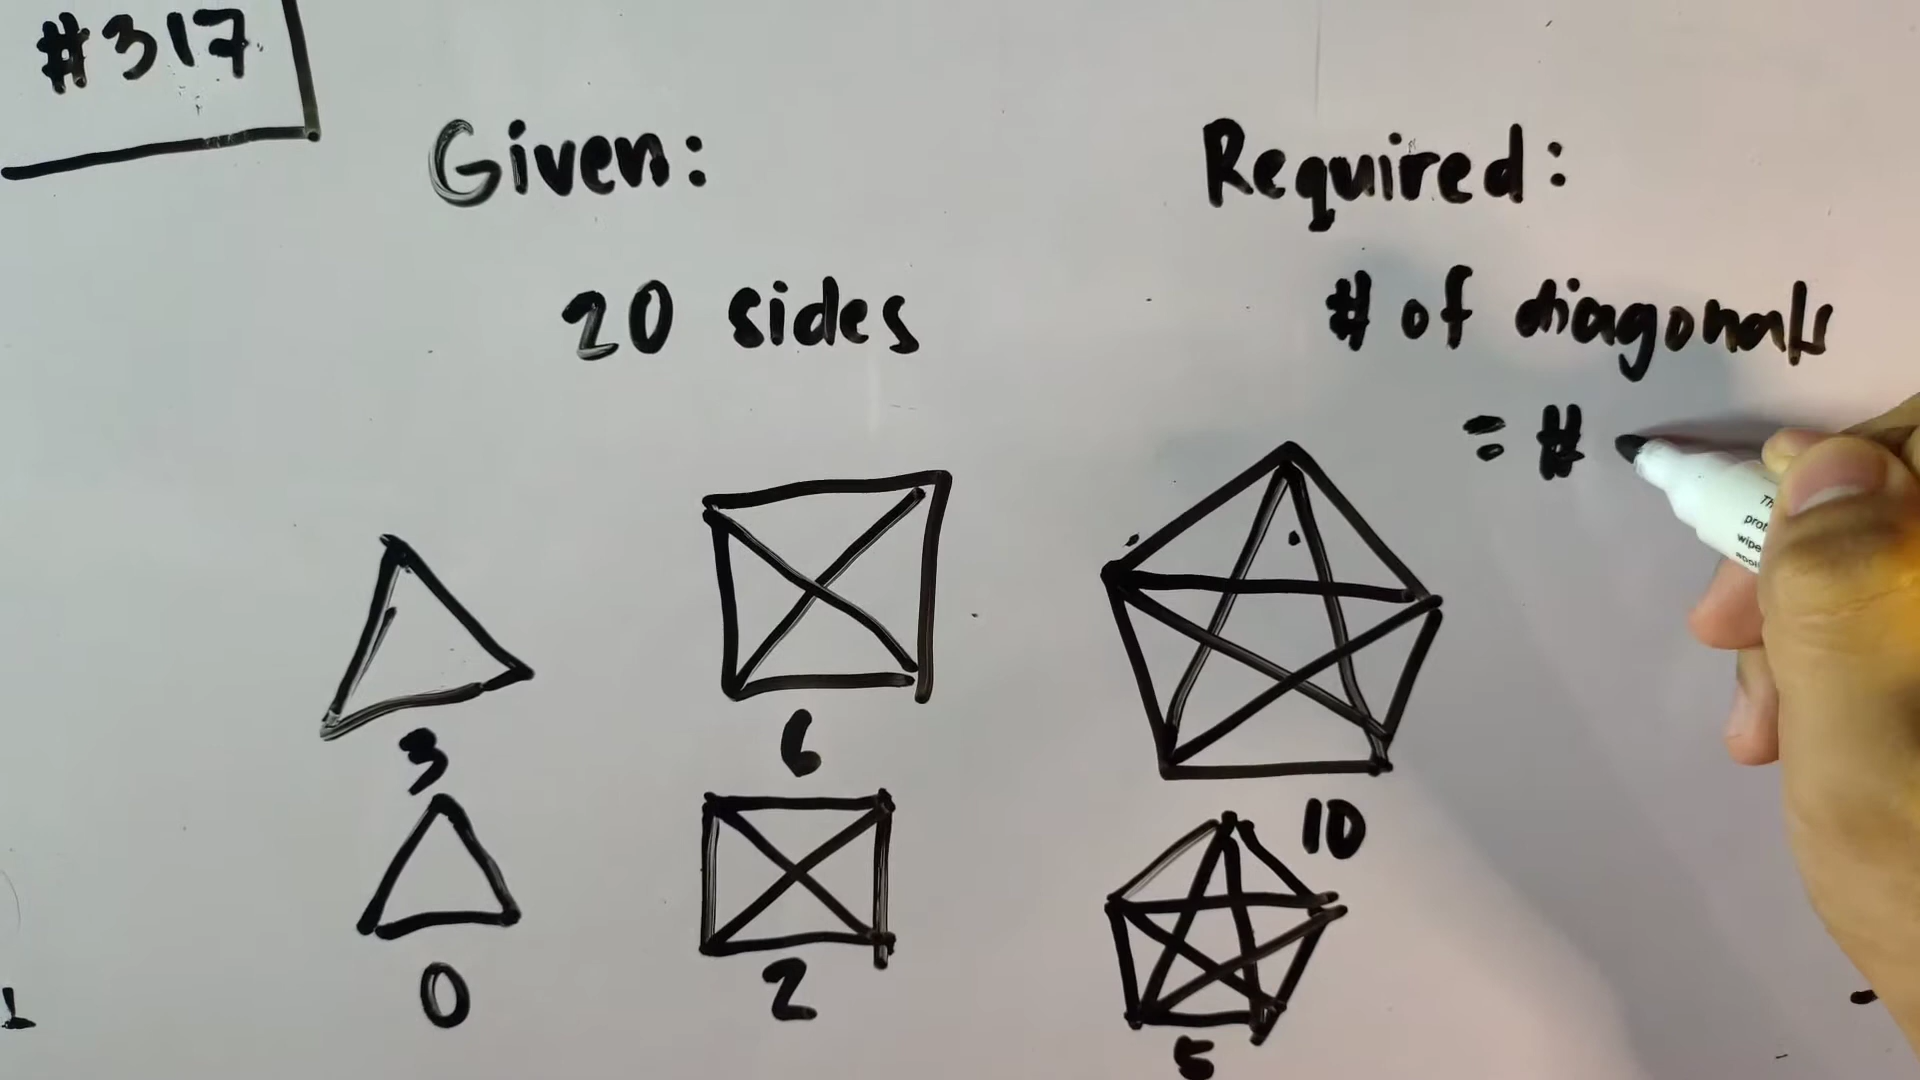 #317
Given:
Required:
20 sides
# of diagonals
= #
3
6
10
0
2
5